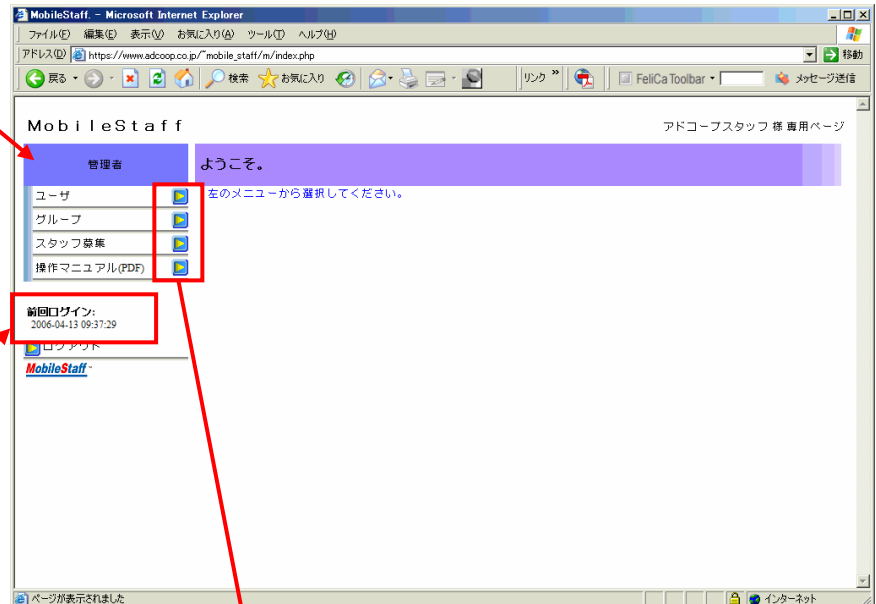 MobileStaff. - Microsoft Internet Explorer
ファイル(F) 編集(E) 表示(V) お気に入り(A) ツール(T) ヘルプ(H)
アドレス(D) https://www.adcoop.co.jp/~mobile_staff/m/index.php 移動
戻る 検索 お気に入り リンク » FeliCa Toolbar メッセージ送信
MobileStaff
アドコープスタッフ 様 専用ページ
管理者
ようこそ。
左のメニューから選択してください。
ユーザ
グループ
スタッフ募集
操作マニュアル(PDF)
前回ログイン:
2006-04-13 09:37:29
ログアウト
MobileStaff
ページが表示されました インターネット